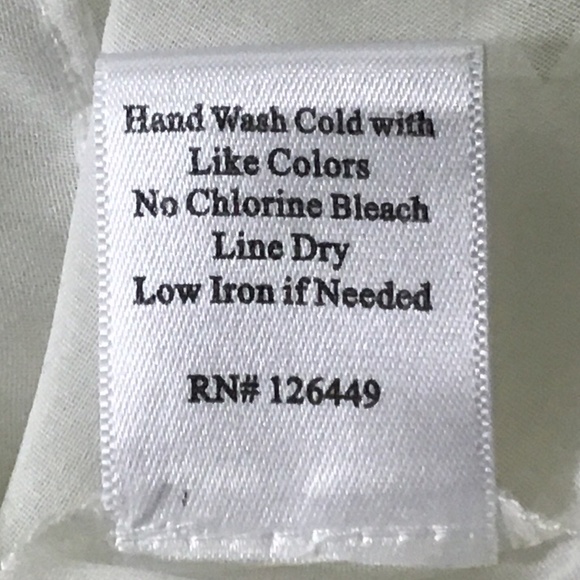 Hand Wash Cold with
Like Colors
No Chlorine Bleach
Line Dry
Low Iron if Needed
RN# 126449